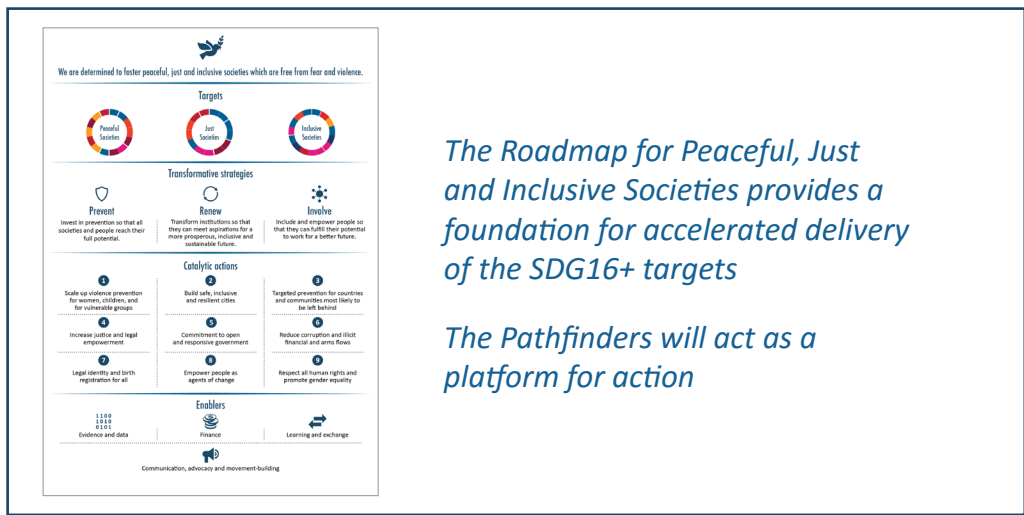 We are determined to foster peaceful, just and inclusive societies which are free from fear and violence.
Targets
Peaceful
Societies
Just
Societies
Inclusive
Societies
Transformative strategies
Prevent
Invest in prevention so that all
societies and people reach their
full potential.
Renew
Transform institutions so that
they can meet aspirations for a
more prosperous, inclusive and
sustainable future.
Involve
Include and empower people so
that they can fulfill their potential
to work for a better future.
Catalytic actions
1
Scale up violence prevention
for women, children, and
for vulnerable groups
2
Build safe, inclusive
and resilient cities
3
Targeted prevention for countries
and communities most likely to
be left behind
4
Increase justice and legal
empowerment
5
Commitment to open
and responsive government
6
Reduce corruption and illicit
financial and arms flows
7
Legal identity and birth
registration for all
8
Empower people as
agents of change
9
Respect all human rights and
promote gender equality
Enablers
1100
1010
0101
Evidence and data
Finance
Learning and exchange
Communication, advocacy and movement-building
The Roadmap for Peaceful, Just
and Inclusive Societies provides a
foundation for accelerated delivery
of the SDG16+ targets
The Pathfinders will act as a
platform for action